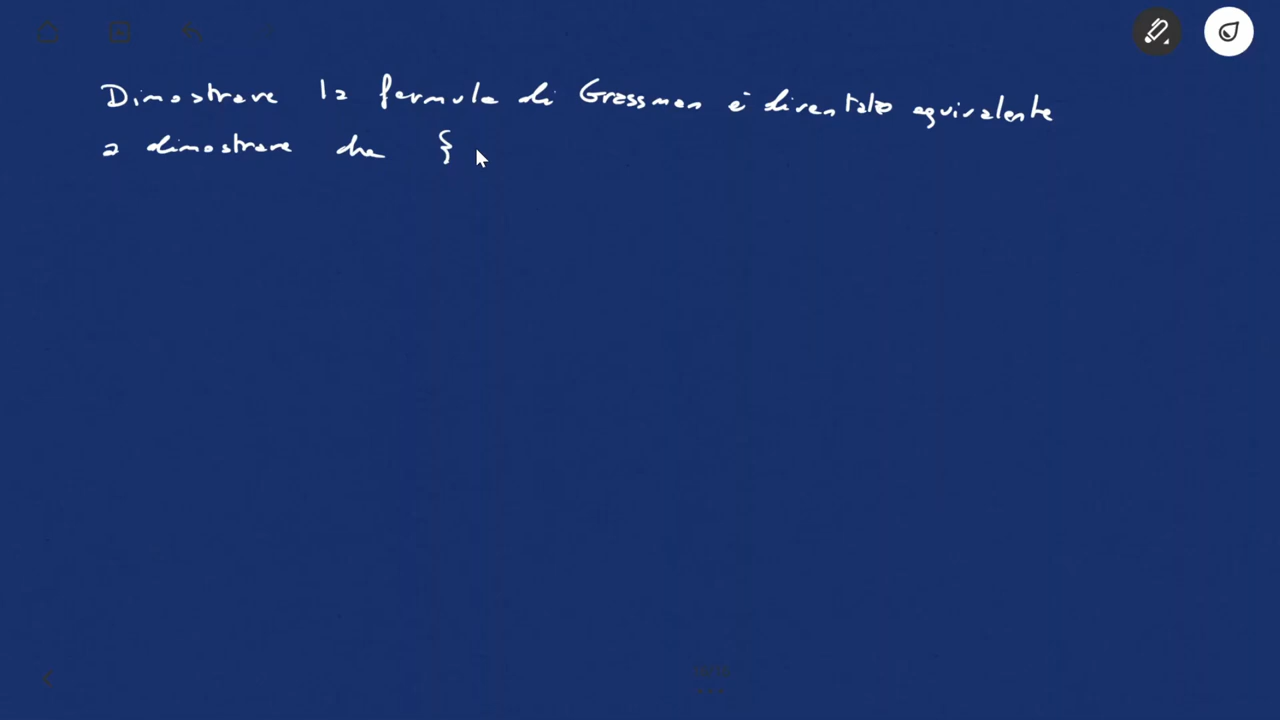 Dimostrare la formula di Grassman è diventato equivalente
a dimostrare che {